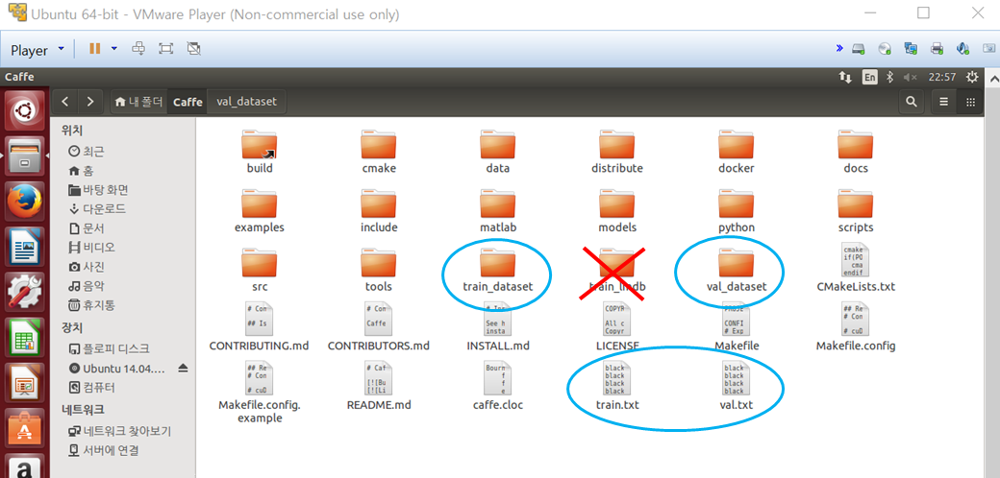 Ubuntu 64-bit - VMware Player (Non-commercial use only)
Player
Caffe
En
22:57
내 폴더
Caffe
val_dataset
위치
최근
홈
바탕 화면
다운로드
문서
비디오
사진
음악
휴지통
장치
플로피 디스크
Ubuntu 14.04....
컴퓨터
네트워크
네트워크 찾아보기
서버에 연결
build
cmake
data
distribute
docker
docs
examples
include
matlab
models
python
scripts
src
tools
train_dataset
train_lmdb
val_dataset
cmake
if(PO
cma
endif
CMakeLists.txt
# Con
## Is
CONTRIBUTING.md
# Con
Caffe
CONTRIBUTORS.md
# Ins
See h
insta
INSTALL.md
COPYR
All c
Copyr
LICENSE
PROJE
CONFI
# Exp
Makefile
## Re
# Con
# cuD
Makefile.config
## Re
# Con
# cuD
Makefile.config.
example
# Caf
[![Bu
[![Li
README.md
Bourn
f
f
e
caffe.cloc
black
black
black
black
train.txt
black
black
black
black
val.txt
a